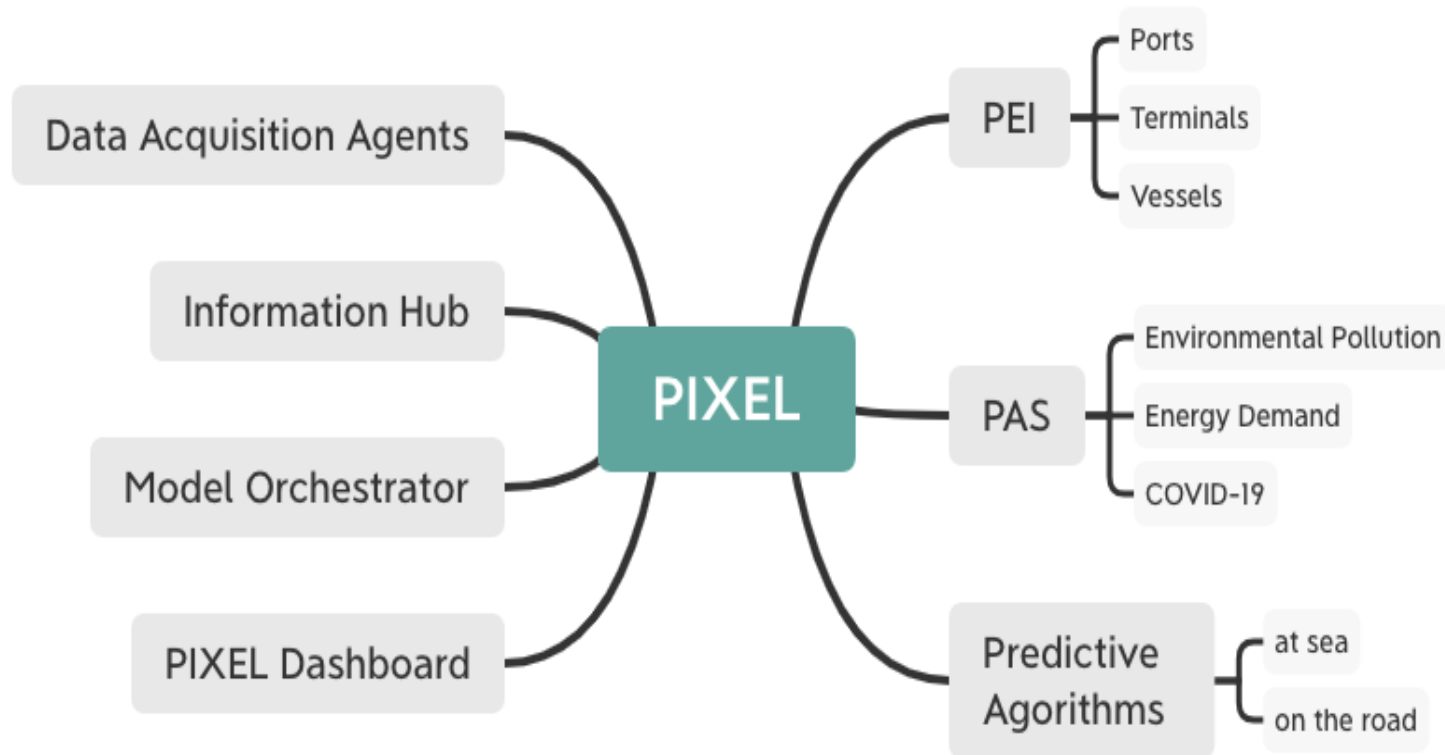 Data Acquisition Agents
Information Hub
Model Orchestrator
PIXEL Dashboard
PIXEL
PEI
Ports
Terminals
Vessels
PAS
Environmental Pollution
Energy Demand
COVID-19
Predictive
Agorithms
at sea
on the road